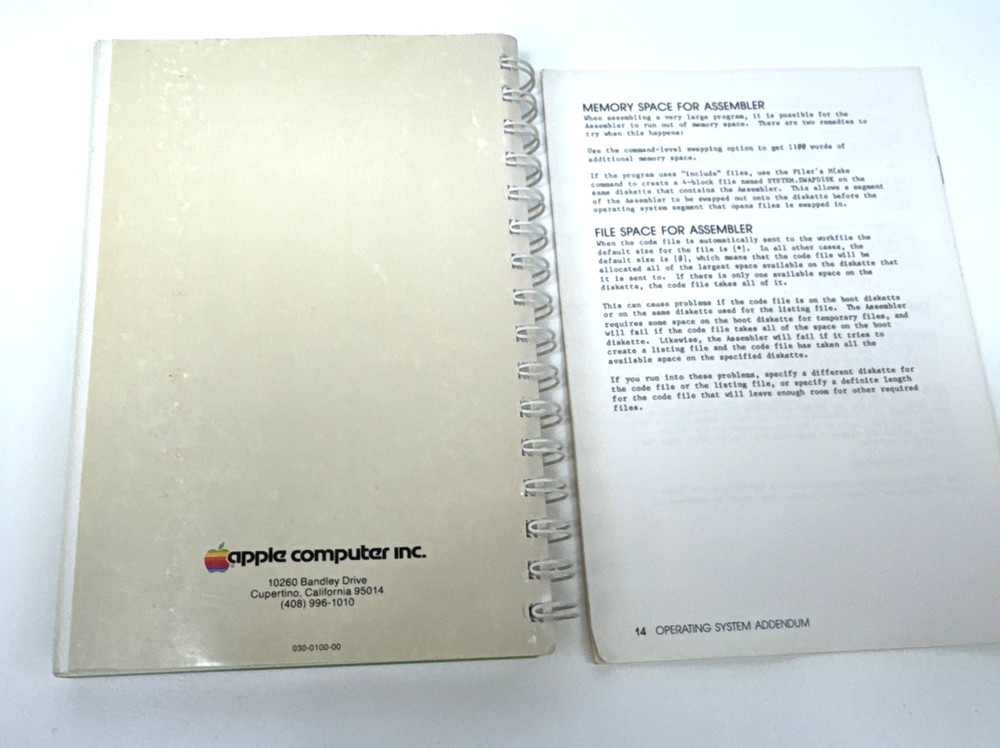 apple computer inc.
10260 Bandley Drive
Cupertino, California 95014
(408) 996-1010
030-0100-00
MEMORY SPACE FOR ASSEMBLER
When assembling a very large program, it is possible for the
Assembler to run out of memory space.  There are two remedies to
try when this happens:
Use the command-level swapping option to get 1100 words of
additional memory space.
If the program uses "include" files, use the Filer's M(ake
command to create a 4-block file named SYSTEM.SWAPDISK on the
same diskette that contains the Assembler.  This allows a segment
of the Assembler to be swapped out onto the diskette before the
operating system segment that opens files is swapped in.
FILE SPACE FOR ASSEMBLER
When the code file is automatically sent to the workfile the
default size for the file is [*].  In all other cases, the
default size is [0], which means that the code file will be
allocated all of the largest space available on the diskette that
it is sent to.  If there is only one available space on the
diskette, the code file takes all of it.
This can cause problems if the code file is on the boot diskette
or on the same diskette used for the listing file.  The Assembler
requires some space on the boot diskette for temporary files, and
will fail if the code file takes all of the space on the boot
diskette.  Likewise, the Assembler will fail if it tries to
create a listing file and the code file has taken all the
available space on the specified diskette.
If you run into these problems, specify a different diskette for
the code file or the listing file, or specify a definite length
for the code file that will leave enough room for other required
files.
14 OPERATING SYSTEM ADDENDUM